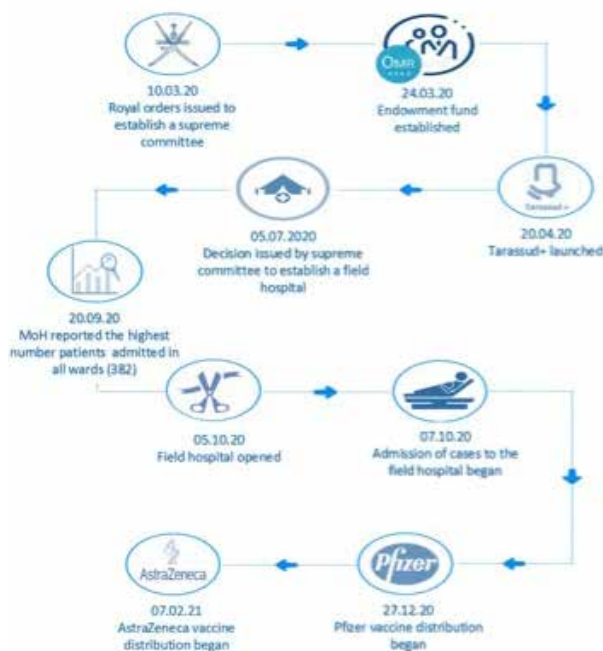 10.03.20
Royal orders issued to
establish a supreme
committee
OMR
24.03.20
Endowment fund
established
Tarassud +
20.04.20
Tarassud+ launched
05.07.2020
Decision issued by supreme
committee to establish a field
hospital
20.09.20
MoH reported the highest
number patients admitted in
all wards (382)
05.10.20
Field hospital opened
07.10.20
Admission of cases to the
field hospital began
Pfizer
27.12.20
Pfizer vaccine distribution
began
AstraZeneca
07.02.21
AstraZeneca vaccine
distribution began